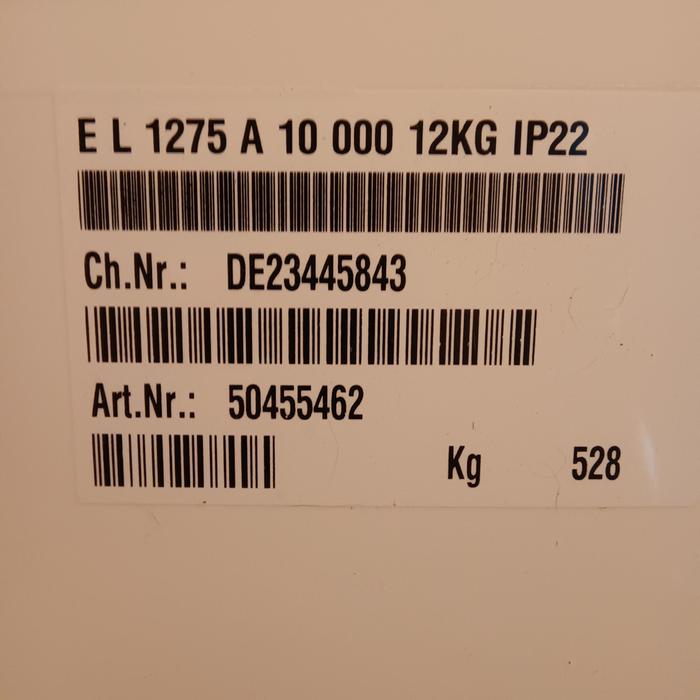 E L 1275 A 10 000 12KG IP22
Ch.Nr.: DE23445843
Art.Nr.: 50455462
Kg 528